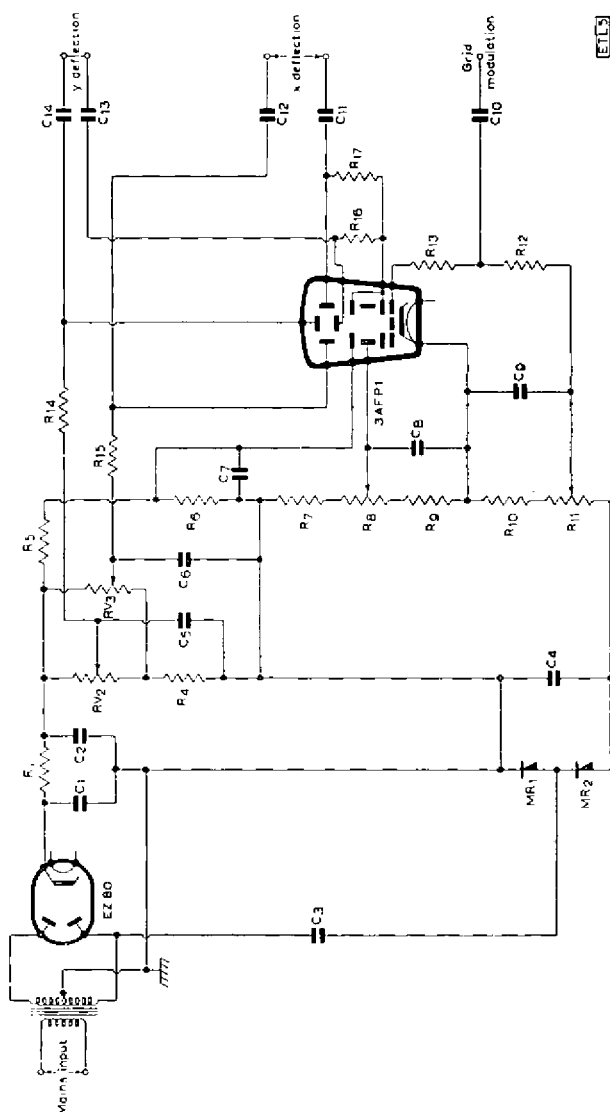 Mains input
EZ 80
R1
C1
C2
C3
RV2
R4
RV3
C5
C6
R5
R14
R15
R6
C7
R7
R8
R9
R10
R11
C8
C9
C4
MR1
MR2
3AFP1
R16
R17
R13
R12
C14
C13
y deflection
C12
C11
x deflection
Grid
modulation
C10
ETL5